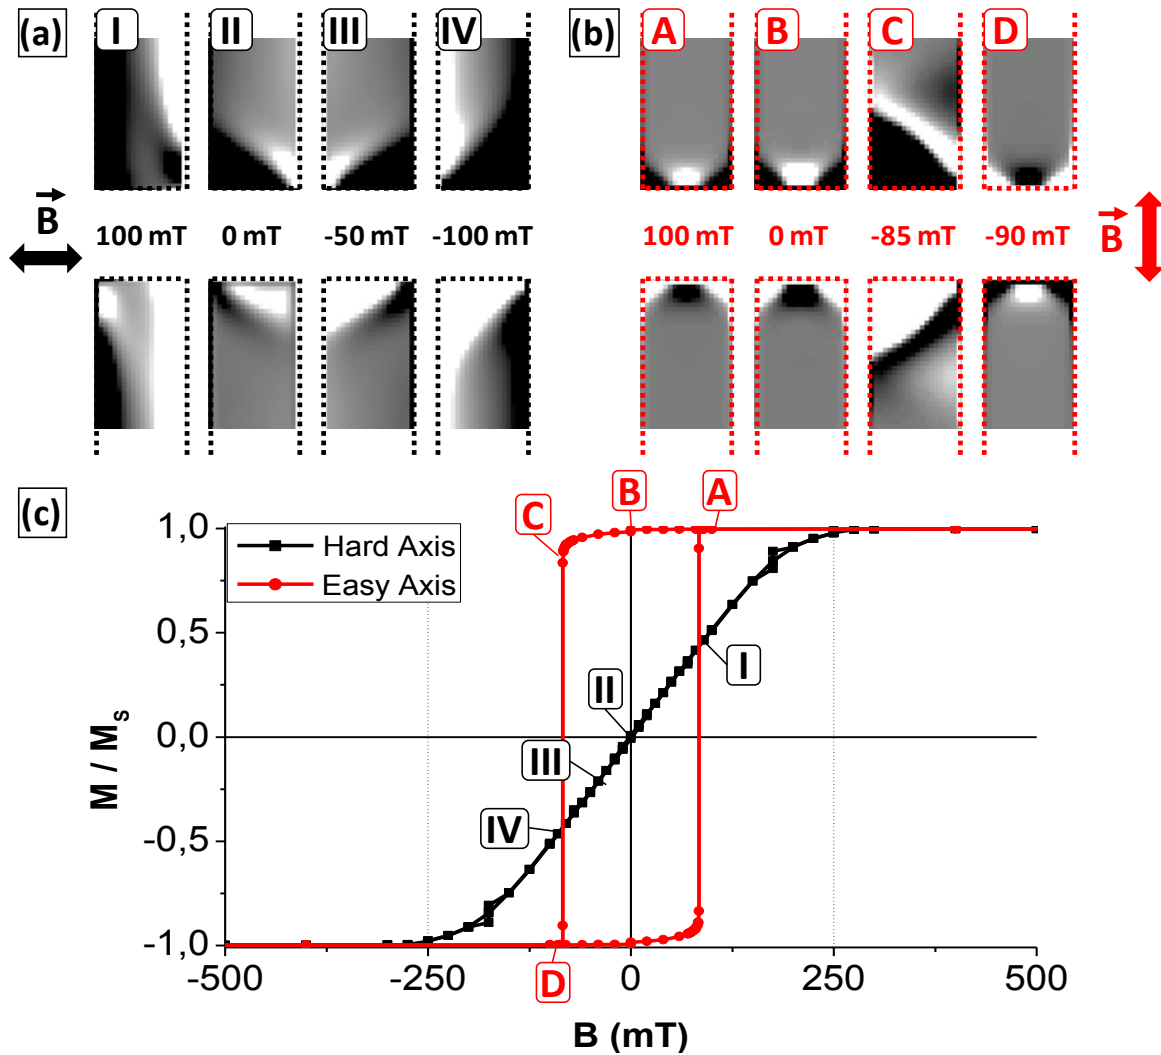 (a) I II III IV
(b) A B C D
B
100 mT 0 mT -50 mT -100 mT
100 mT 0 mT -85 mT -90 mT
B
(c)
C B A
Hard Axis
Easy Axis
1,0
0,5
0,0
-0,5
-1,0
I
II
III
IV
D
-500 -250 0 250 500
M / Ms
B (mT)